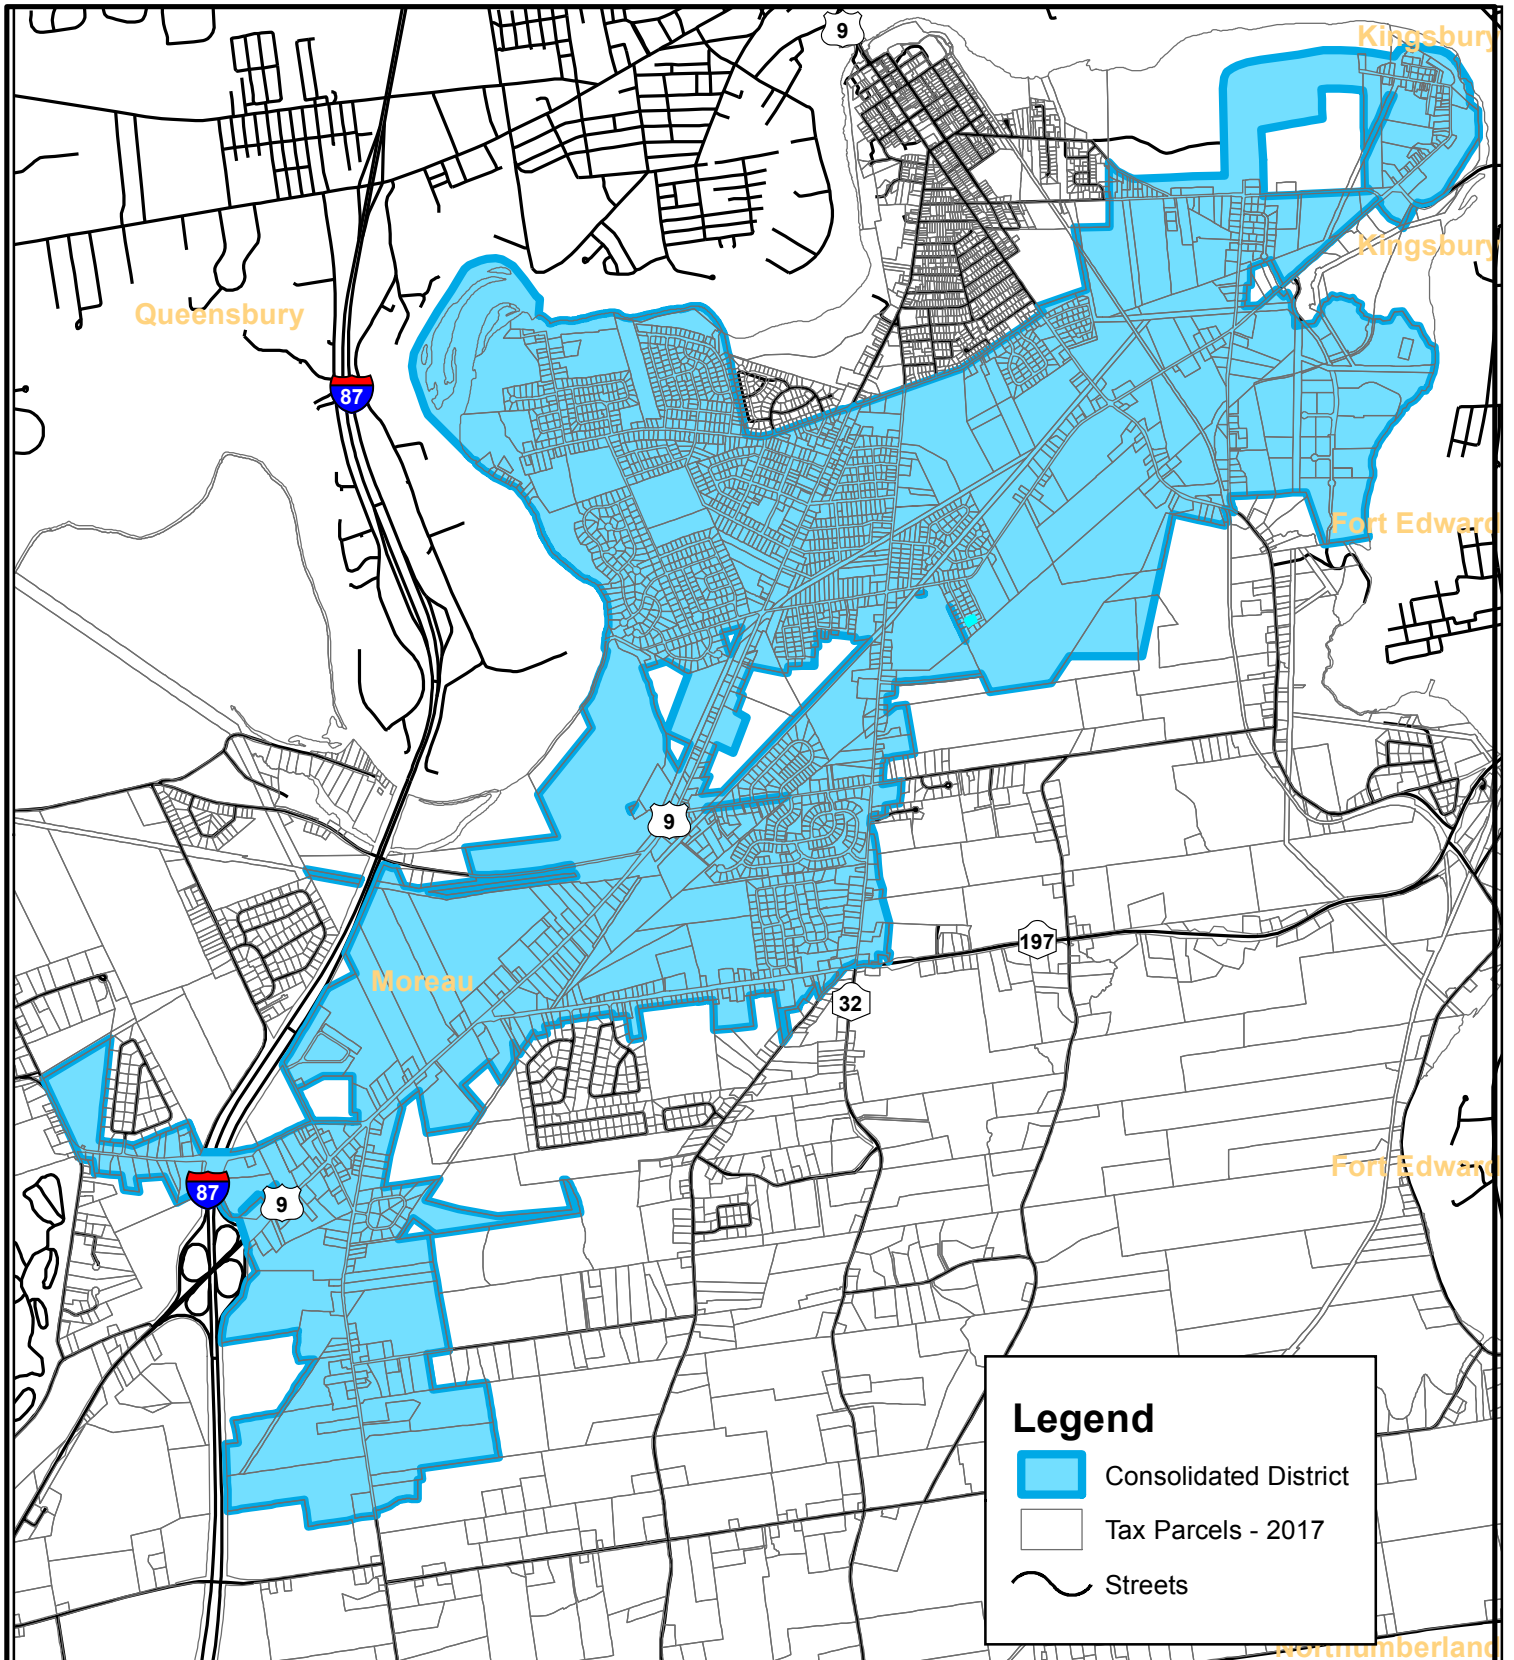 9
Kingsbury
Kingsbury
Queensbury
87
Fort Edward
9
197
Moreau
32
Fort Edward
87
9
Legend
Consolidated District
Tax Parcels - 2017
Streets
Northumberland